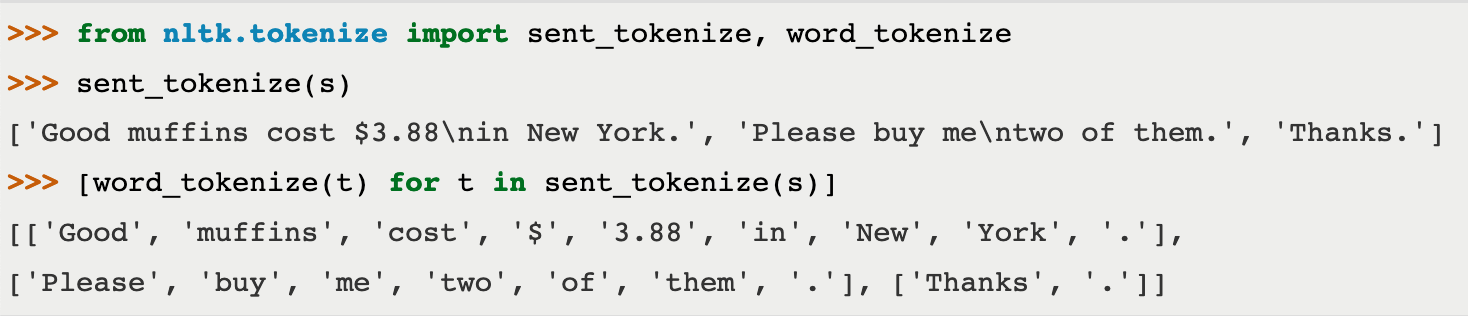 >>> from nltk.tokenize import sent_tokenize, word_tokenize
>>> sent_tokenize(s)
['Good muffins cost $3.88\nin New York.', 'Please buy me\ntwo of them.', 'Thanks.']
>>> [word_tokenize(t) for t in sent_tokenize(s)]
[['Good', 'muffins', 'cost', '$', '3.88', 'in', 'New', 'York', '.'],
['Please', 'buy', 'me', 'two', 'of', 'them', '.'], ['Thanks', '.']]